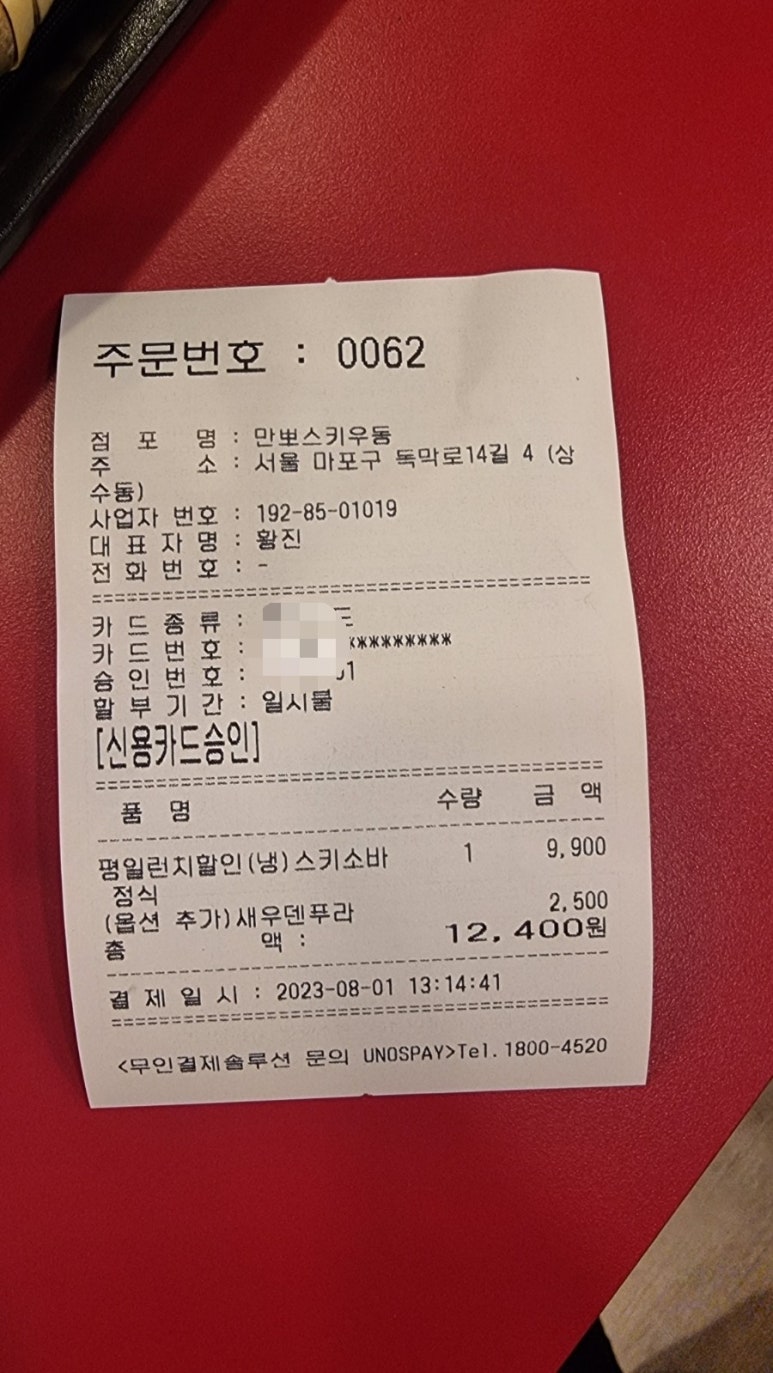 주문번호 : 0062
점 포 명 : 만뽀스키우동
주 소 : 서울 마포구 독막로14길 4 (상
수동)
사업자 번호 : 192-85-01019
대 표 자 명 : 황진
전 화 번 호 : -
카 드 종 류 :
카 드 번 호 : *********
승 인 번 호 : 01
할 부 기 간 : 일시불
[신용카드승인]
품 명 수량 금 액
평일런치할인(냉)스키소바 1 9,900
정식
(옵션 추가)새우덴푸라 2,500
총 액 : 12,400원
결 제 일 시 : 2023-08-01 13:14:41
<무인결제솔루션 문의 UNOSPAY>Tel.1800-4520